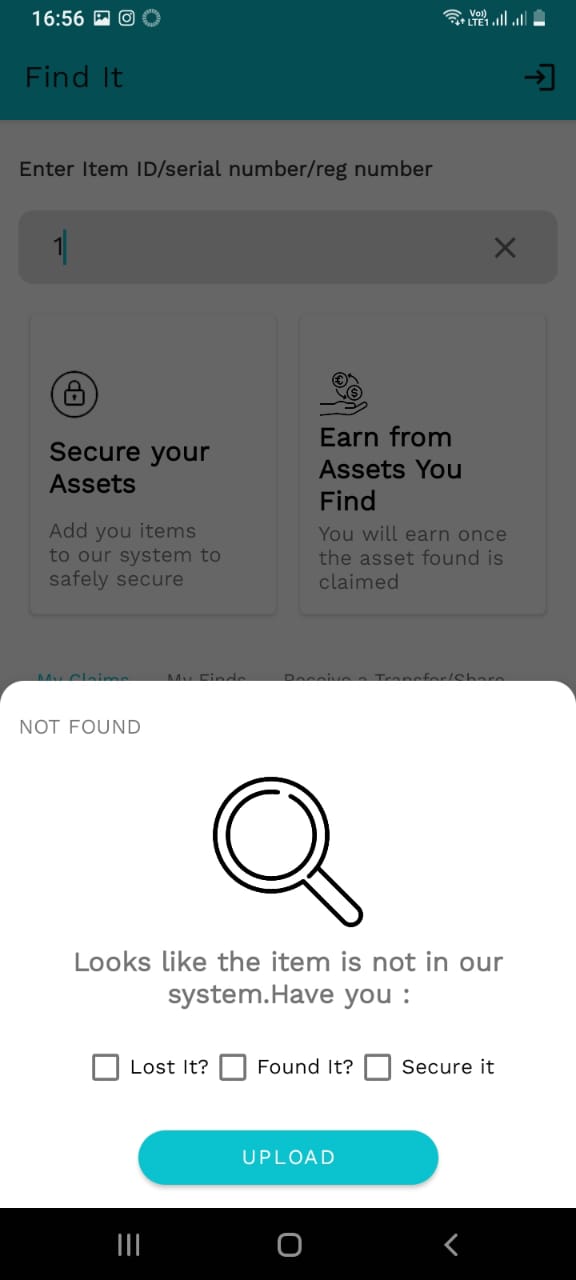 16:56
Vo))
LTE1
Find It
Enter Item ID/serial number/reg number
1
Secure your
Assets
Add you items
to our system to
safely secure
Earn from
Assets You
Find
You will earn once
the asset found is
claimed
My Claims My Finds Receive a Transfer/Share
NOT FOUND
Looks like the item is not in our
system.Have you :
Lost It? Found It? Secure it
UPLOAD